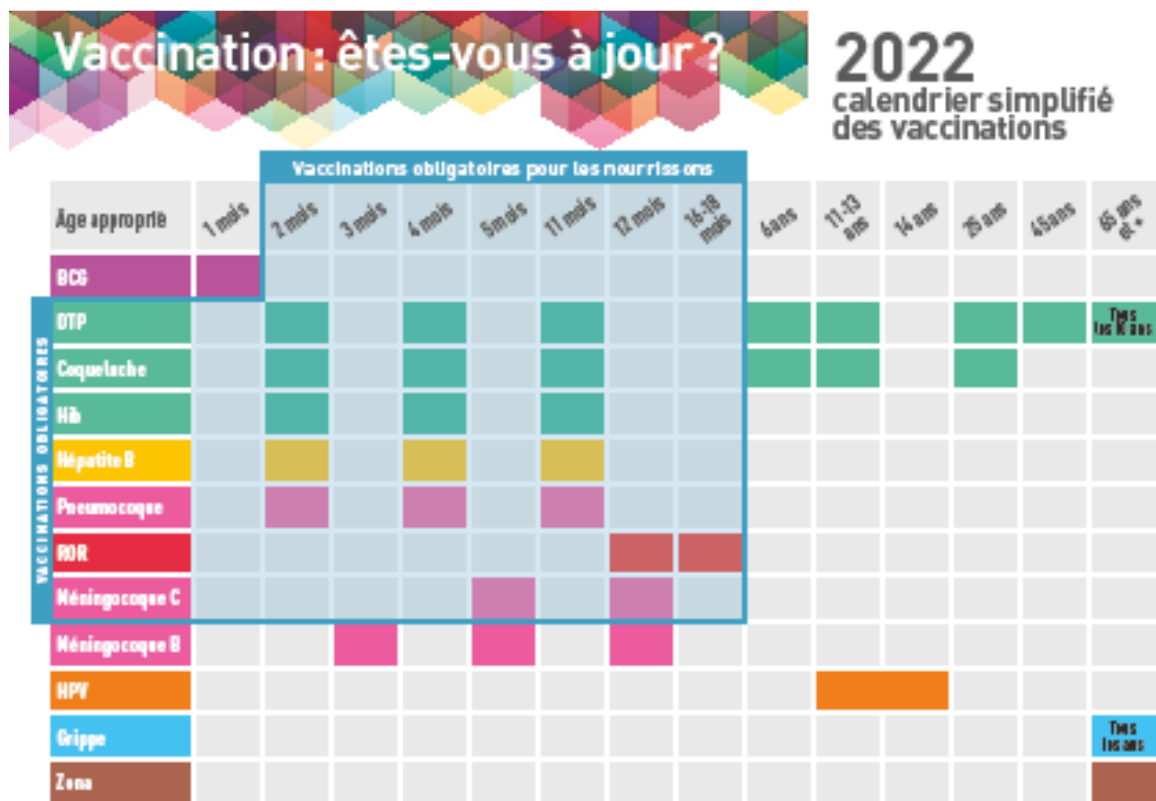 Vaccination : êtes-vous à jour ?
2022
calendrier simplifié
des vaccinations
Vaccinations obligatoires pour les nourrissons
Âge approprié
1 mois
2 mois
3 mois
4 mois
5 mois
11 mois
12 mois
16-18
mois
6 ans
11-13
ans
14 ans
25 ans
45 ans
65 ans
et +
VACCINATIONS OBLIGATOIRES
BCG
DTP
Tous
les 10 ans
Coqueluche
Hib
Hépatite B
Pneumocoque
ROR
Méningocoque C
Méningocoque B
HPV
Grippe
Tous
les ans
Zona